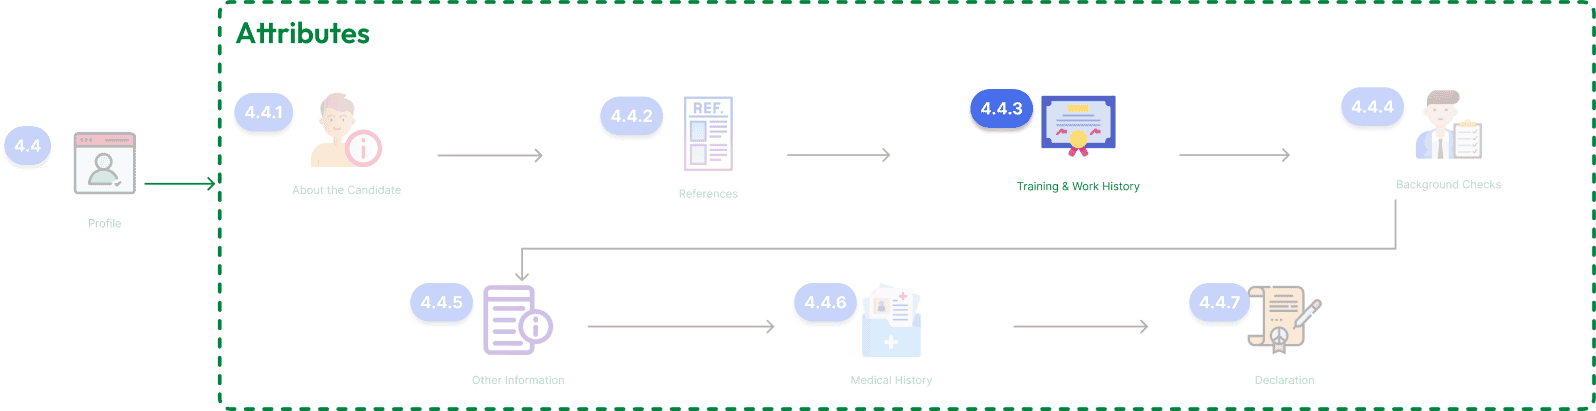 Attributes
4.4
Profile
4.4.1
About the Candidate
4.4.2
REF.
References
4.4.3
Training & Work History
4.4.4
Background Checks
4.4.5
Other Information
4.4.6
Medical History
4.4.7
Declaration